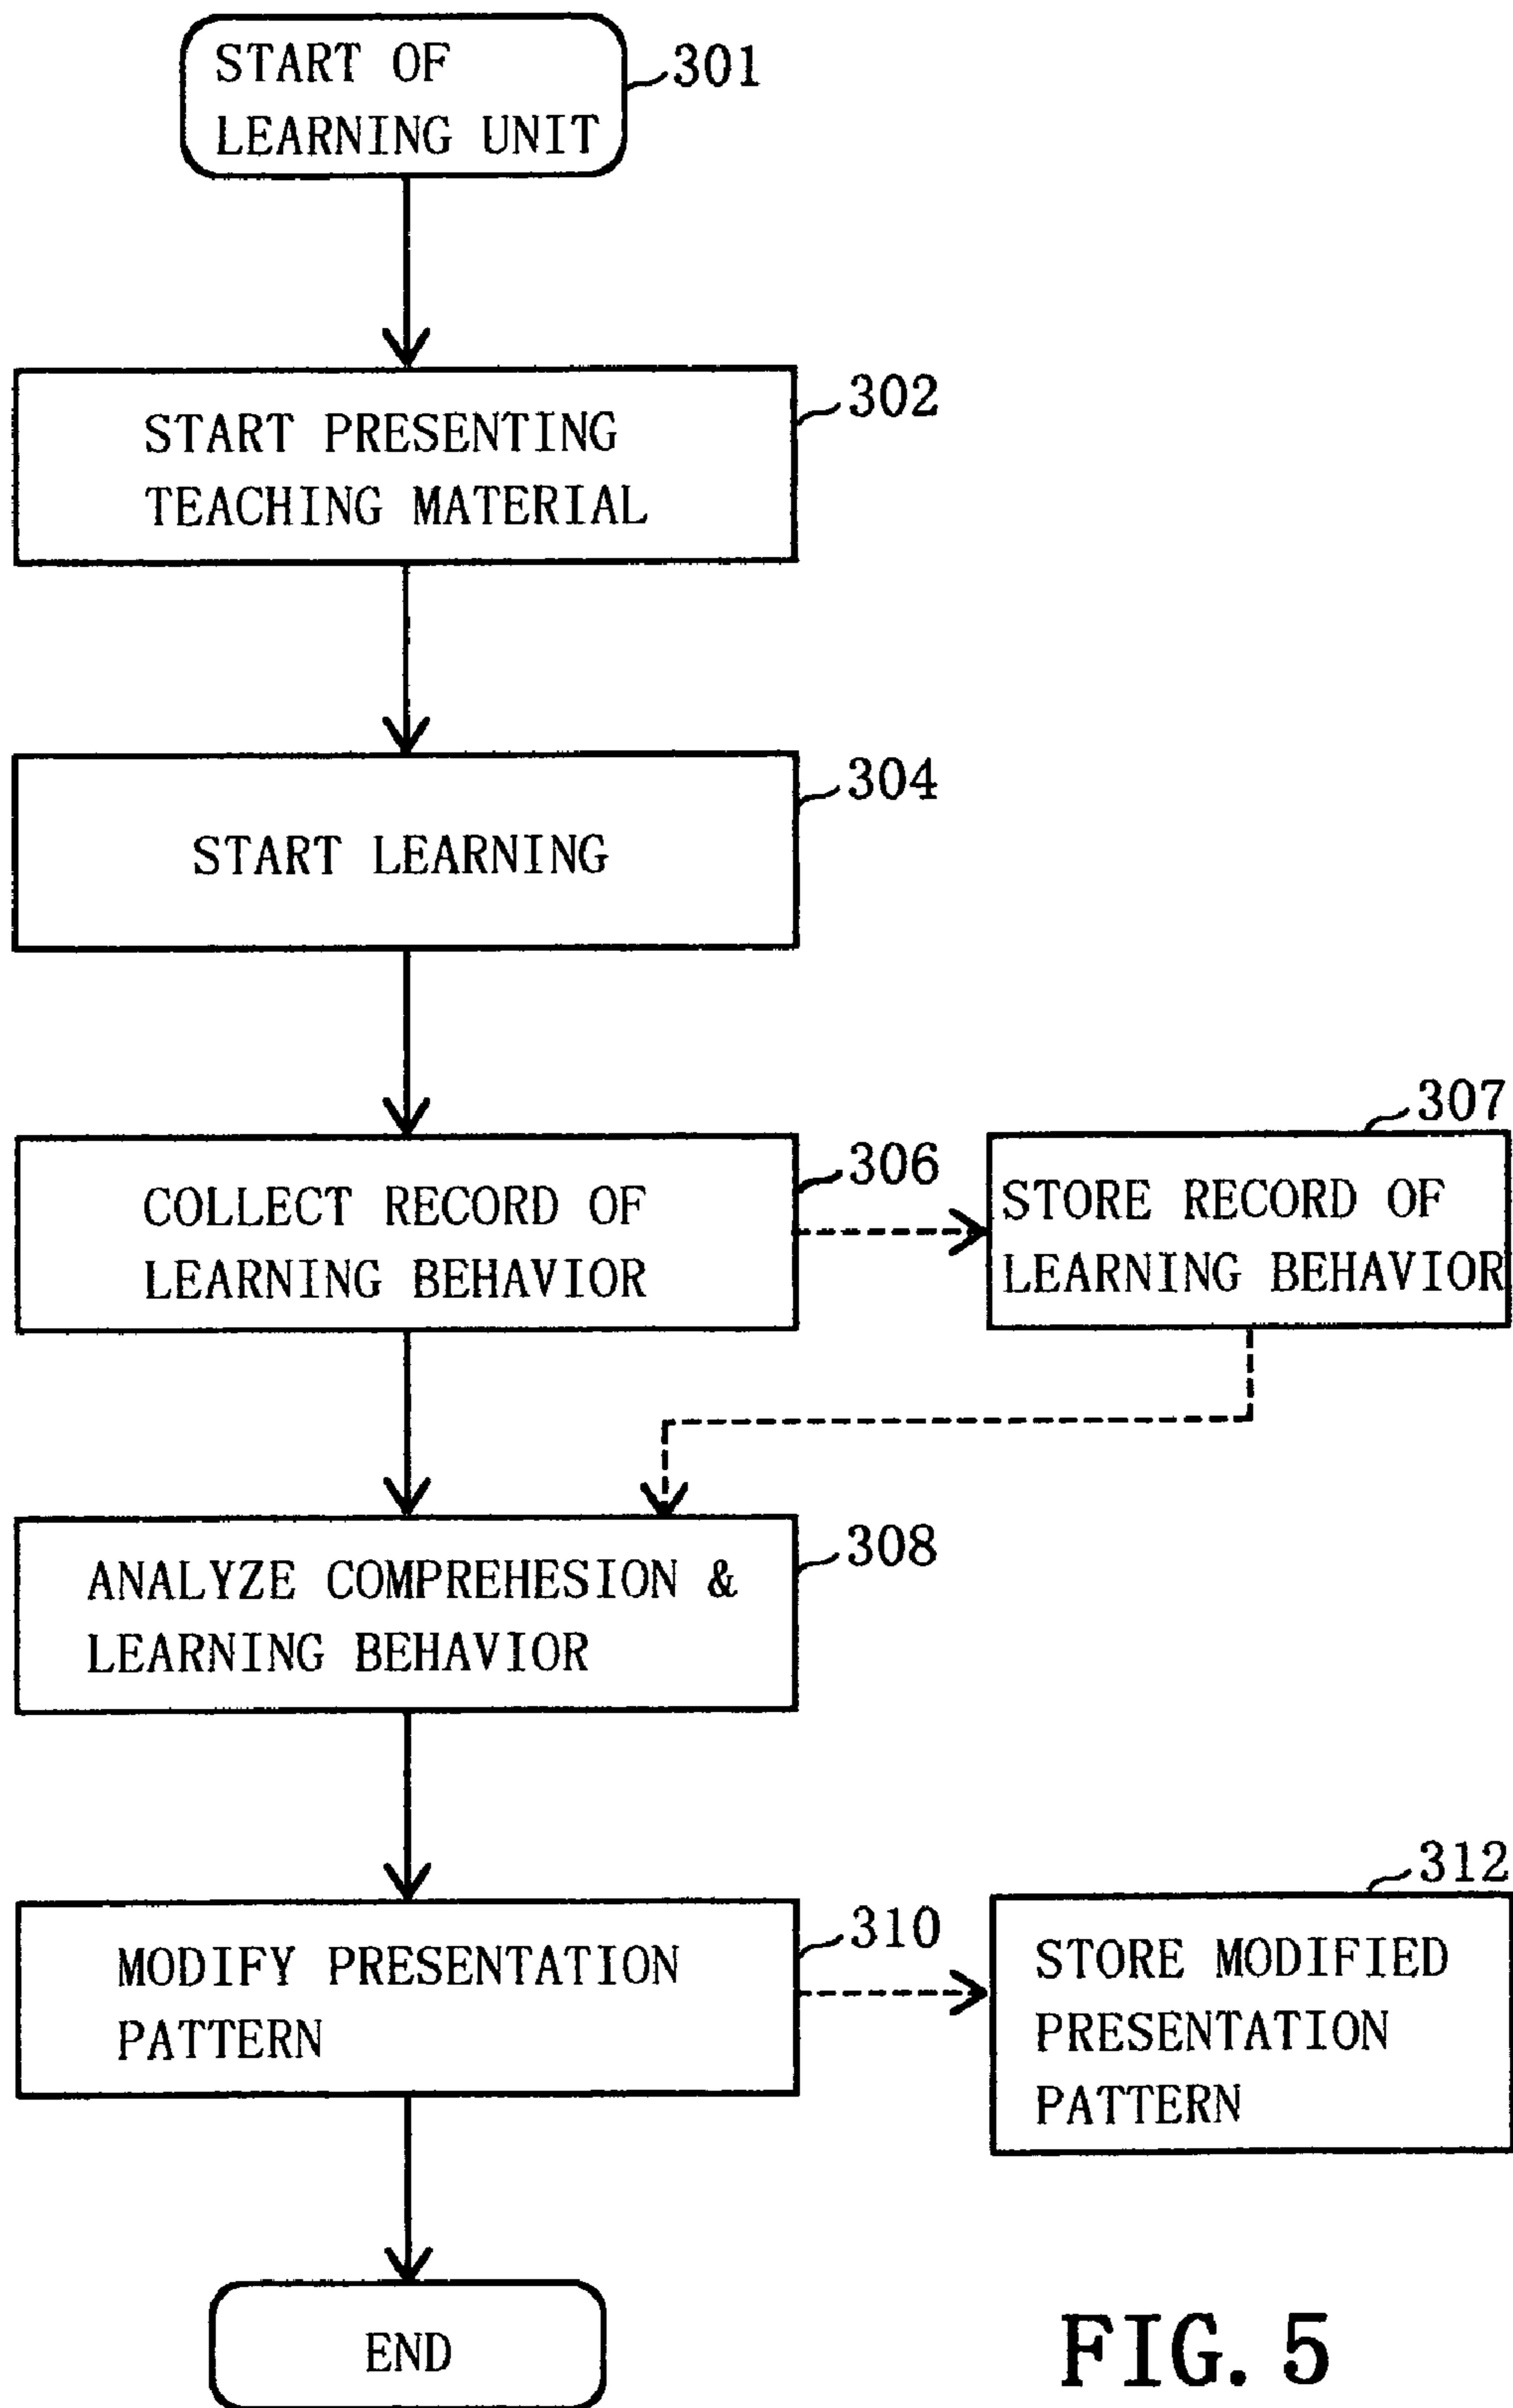 START OF
LEARNING UNIT
301
START PRESENTING
TEACHING MATERIAL
302
START LEARNING
304
COLLECT RECORD OF
LEARNING BEHAVIOR
306
STORE RECORD OF
LEARNING BEHAVIOR
307
ANALYZE COMPREHESION &
LEARNING BEHAVIOR
308
MODIFY PRESENTATION
PATTERN
310
STORE MODIFIED
PRESENTATION
PATTERN
312
END
FIG. 5